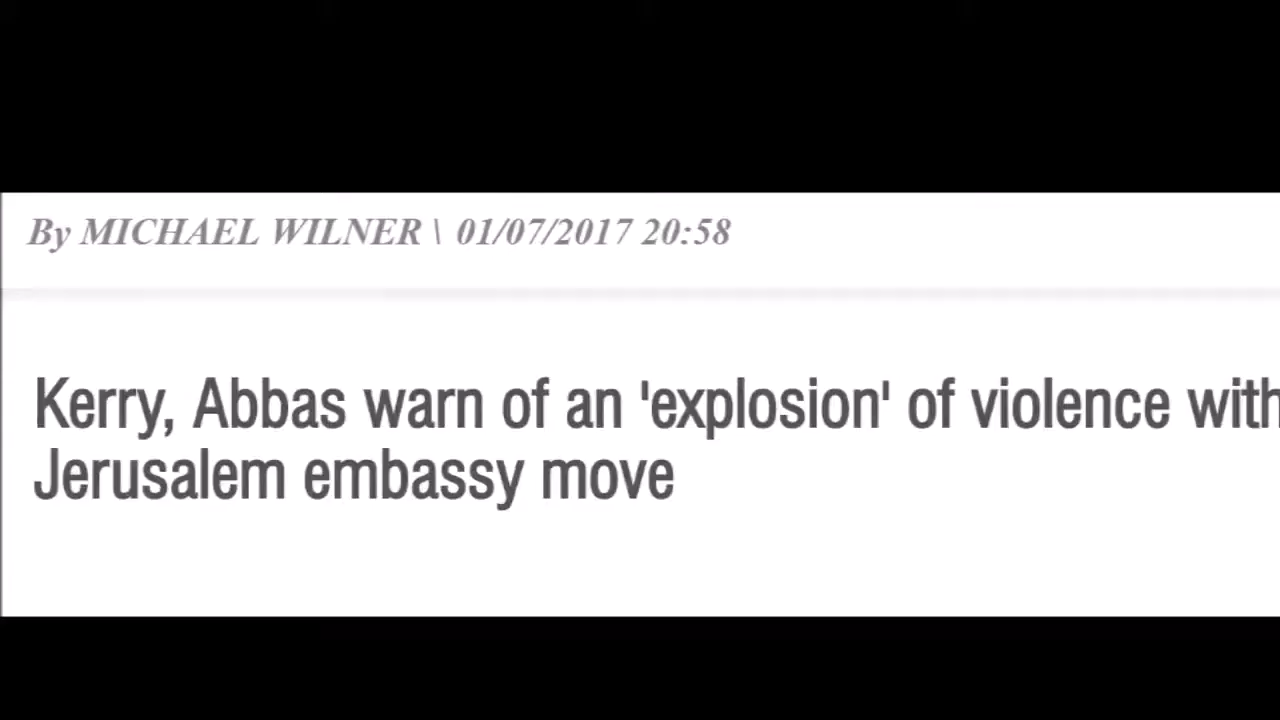 By MICHAEL WILNER \ 01/07/2017 20:58
Kerry, Abbas warn of an 'explosion' of violence with
Jerusalem embassy move